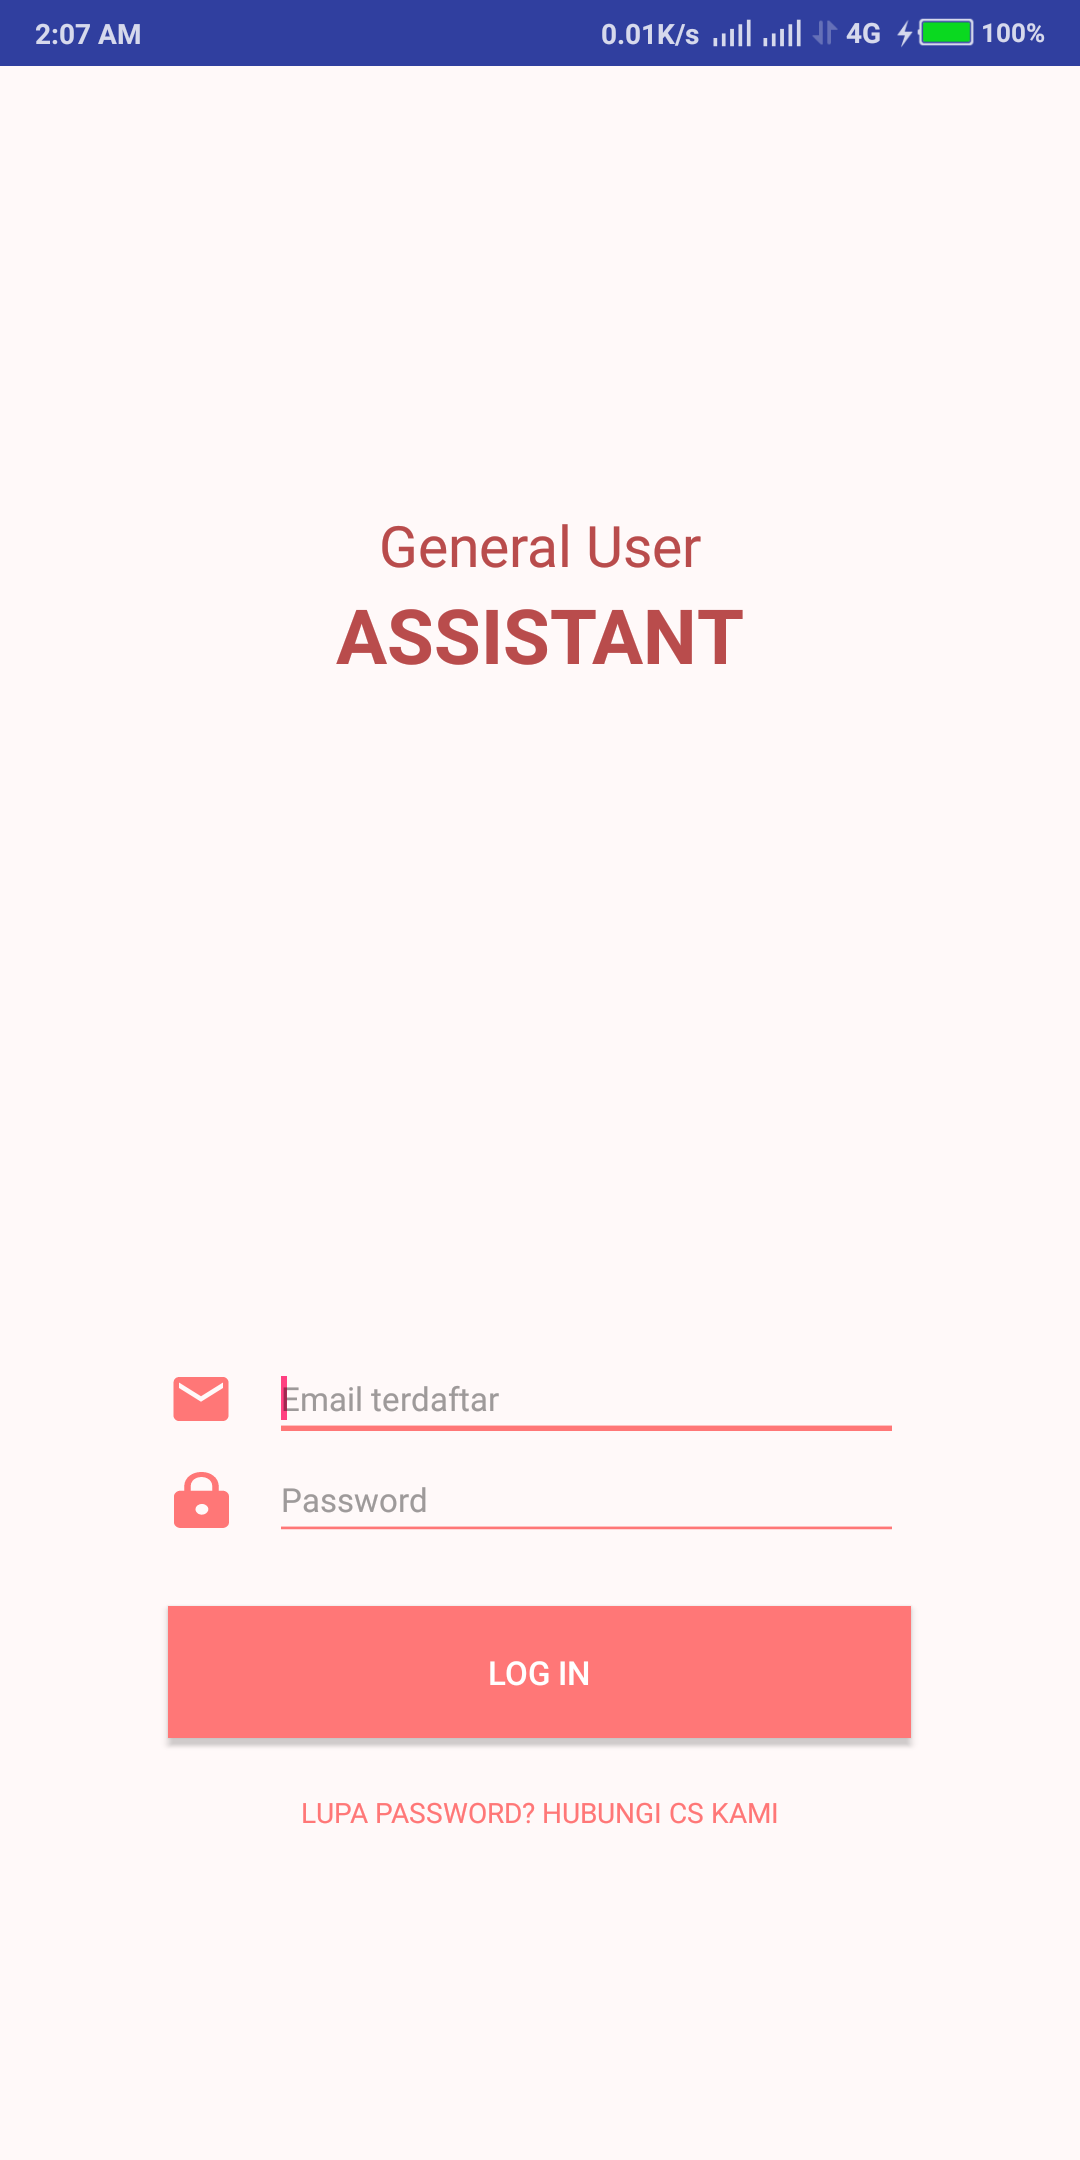 2:07 AM 0.01K/s 4G 100%
General User
ASSISTANT
Email terdaftar
Password
LOG IN
LUPA PASSWORD? HUBUNGI CS KAMI